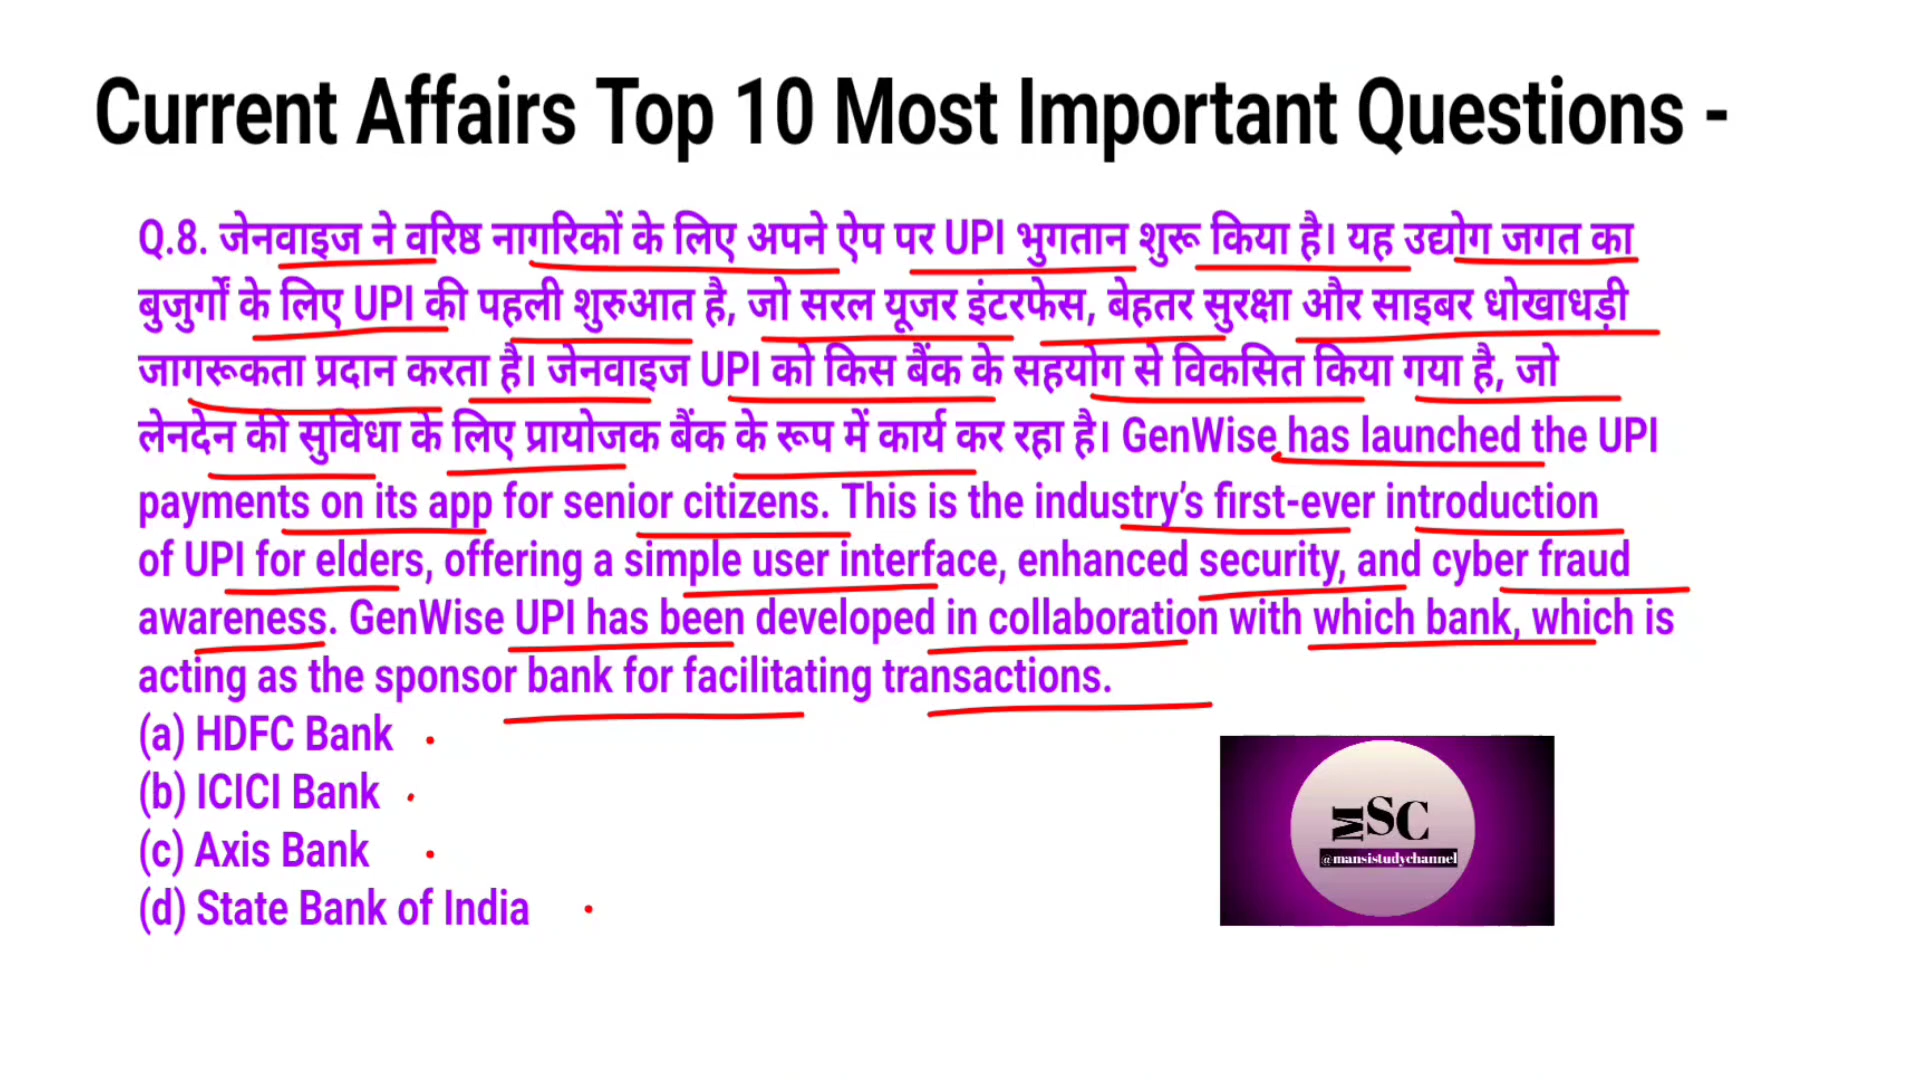 Current Affairs Top 10 Most Important Questions -
Q.8. जेनवाइज ने वरिष्ठ नागरिकों के लिए अपने ऐप पर UPI भुगतान शुरू किया है। यह उद्योग जगत का
बुजुर्गों के लिए UPI की पहली शुरुआत है, जो सरल यूजर इंटरफेस, बेहतर सुरक्षा और साइबर धोखाधड़ी
जागरूकता प्रदान करता है। जेनवाइज UPI को किस बैंक के सहयोग से विकसित किया गया है, जो
लेनदेन की सुविधा के लिए प्रायोजक बैंक के रूप में कार्य कर रहा है। GenWise has launched the UPI
payments on its app for senior citizens. This is the industry’s first-ever introduction
of UPI for elders, offering a simple user interface, enhanced security, and cyber fraud
awareness. GenWise UPI has been developed in collaboration with which bank, which is
acting as the sponsor bank for facilitating transactions.
(a) HDFC Bank
(b) ICICI Bank
(c) Axis Bank
(d) State Bank of India
MSC
@mansistudychannel